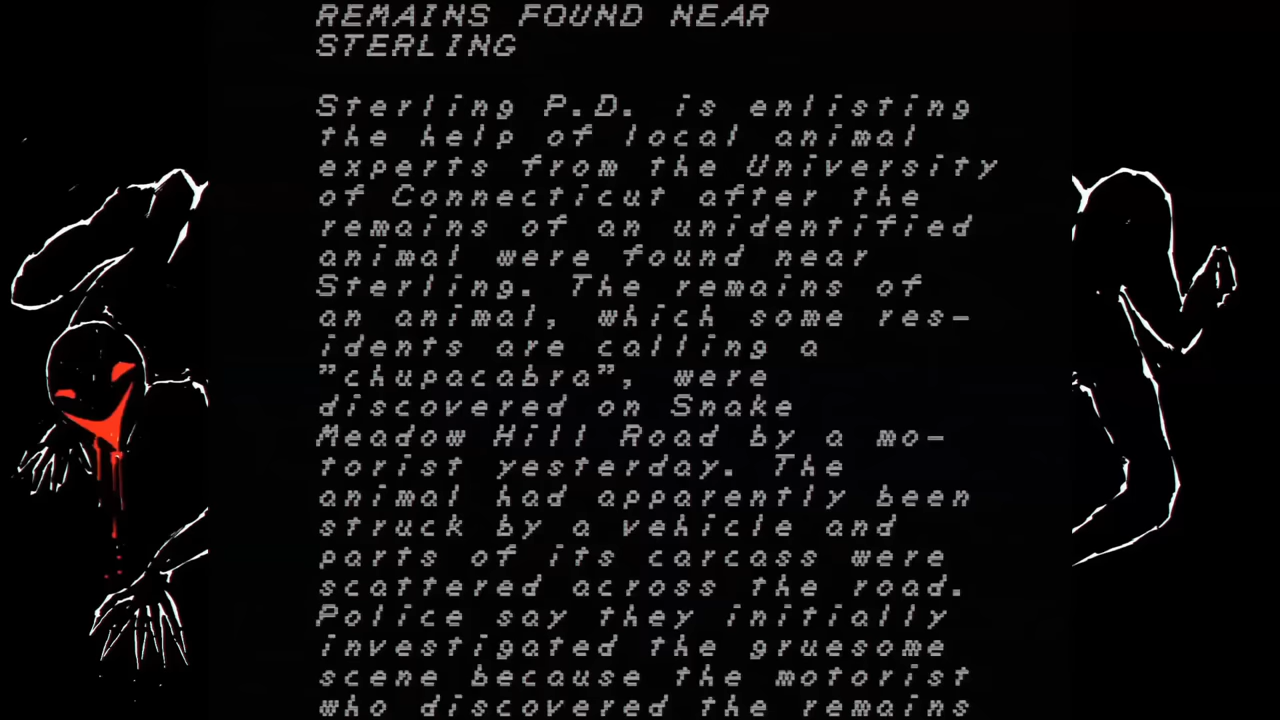 REMAINS FOUND NEAR
STERLING
Sterling P.D. is enlisting
the help of local animal
experts from the University
of Connecticut after the
remains of an unidentified
animal were found near
Sterling. The remains of
an animal, which some res-
idents are calling a
"chupacabra", were
discovered on Snake
Meadow Hill Road by a mo-
torist yesterday. The
animal had apparently been
struck by a vehicle and
parts of its carcass were
scattered across the road.
Police say they initially
investigated the gruesome
scene because the motorist
who discovered the remains